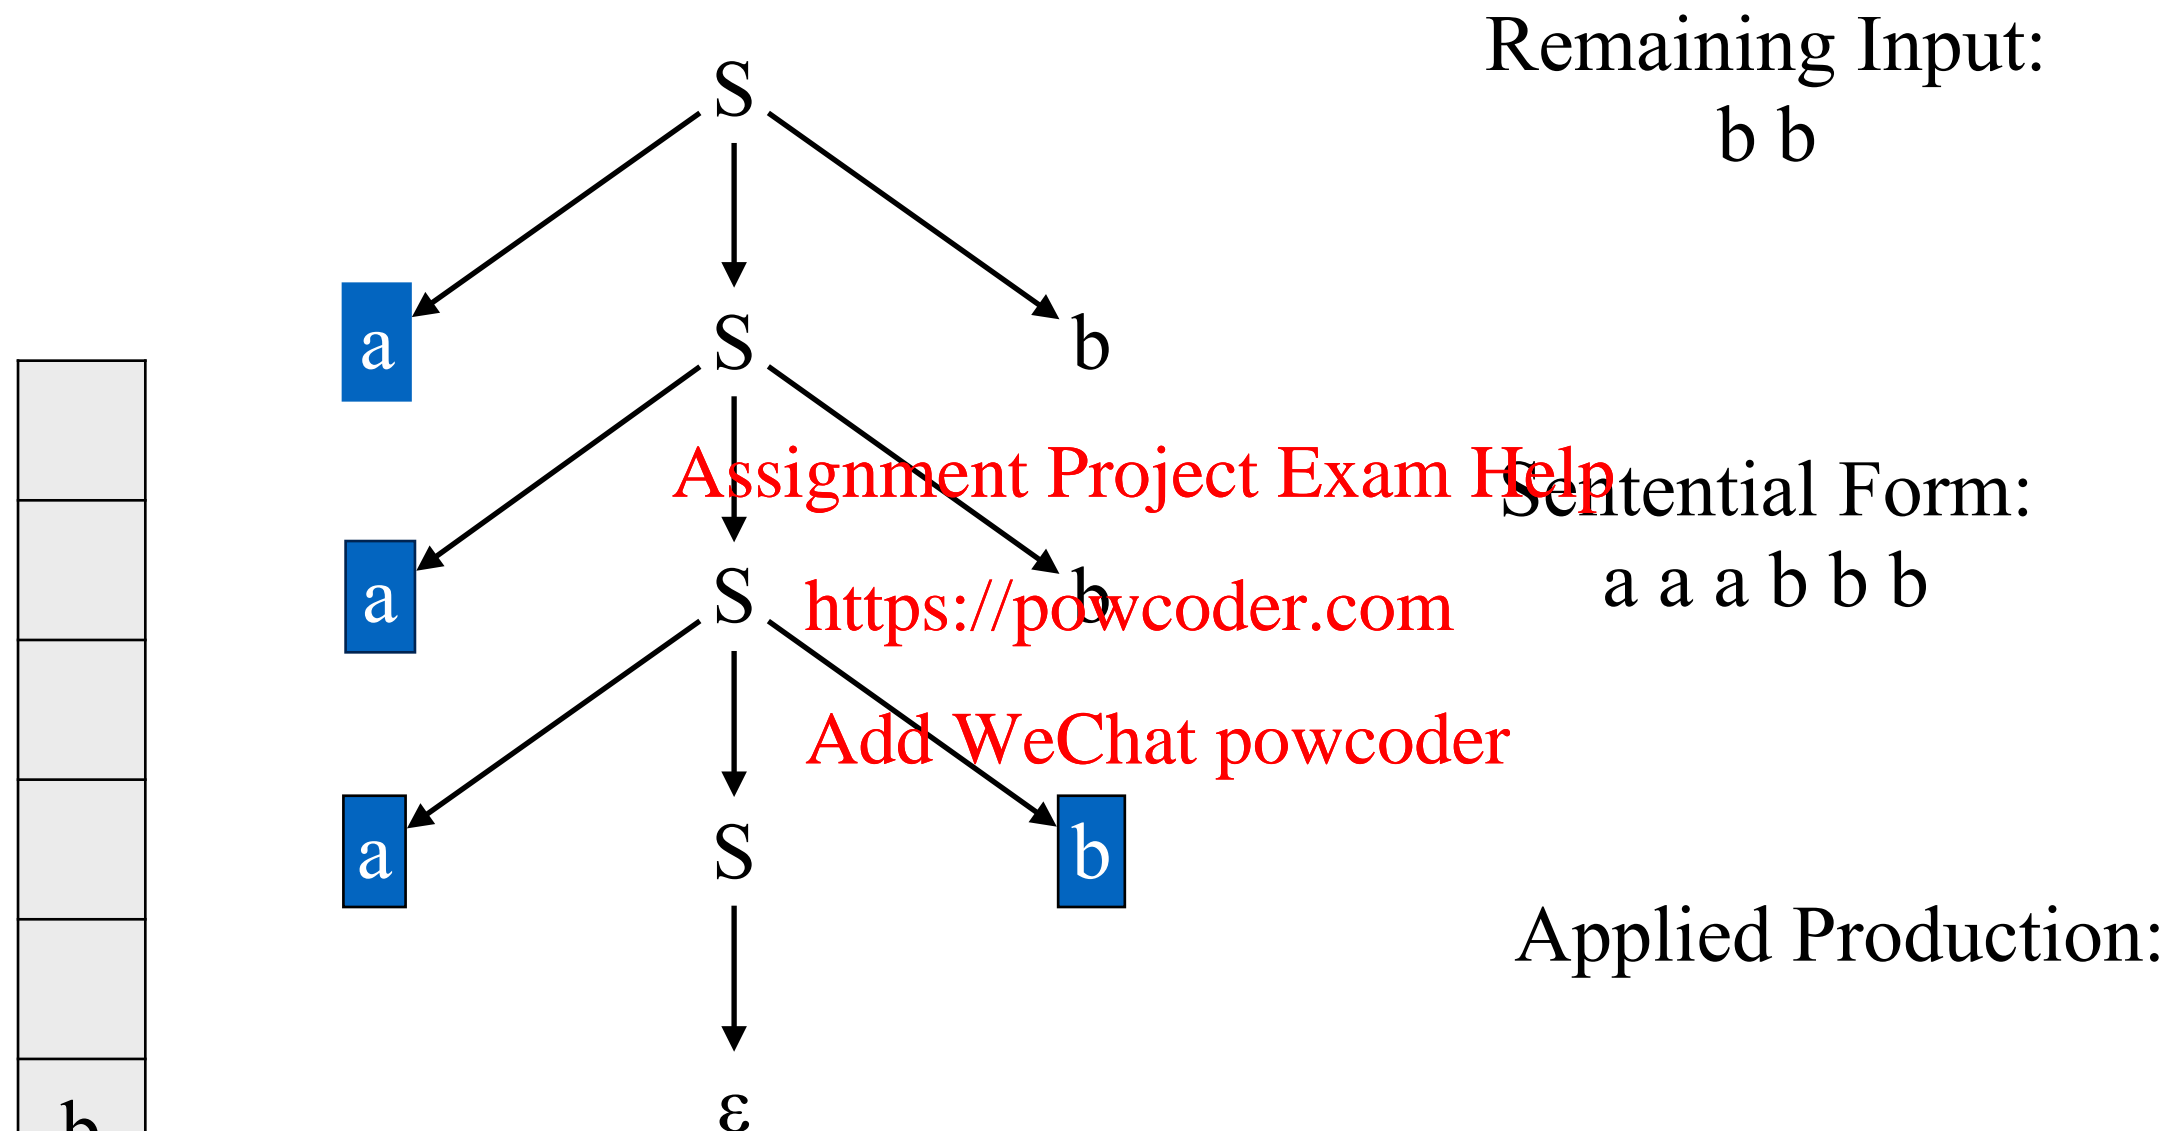 S
Remaining Input:
b b
a
S
b
Assignment Project Exam Help
Sentential Form:
a a a b b b
a
S
b
https://powcoder.com
Add WeChat powcoder
a
S
b
Applied Production:
b
ε